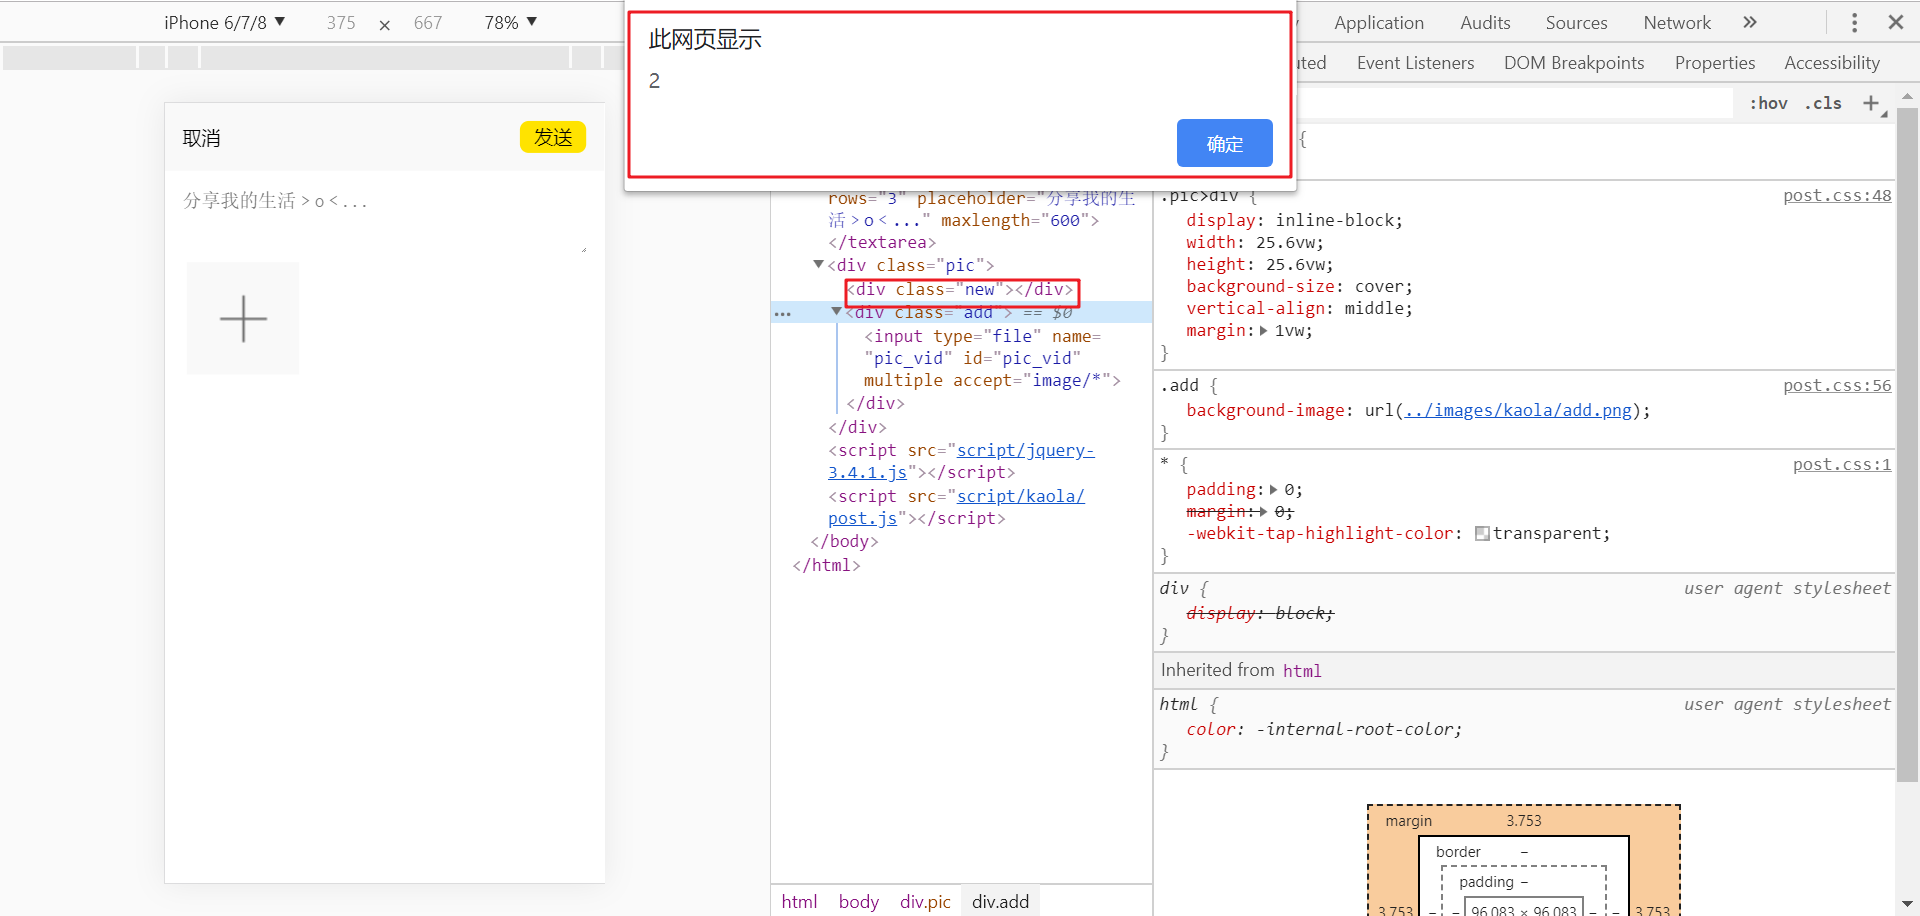 iPhone 6/7/8 ▼ 375 × 667 78% ▼
此网页显示
2
确定
Application Audits Sources Network »
uted Event Listeners DOM Breakpoints Properties Accessibility
:hov .cls +
取消 发送
分享我的生活 > o < . . .
rows="3" placeholder="分享我的生
活 > o < ..." maxlength="600">
</textarea>
▼<div class="pic">
<div class="new"></div>
... ▼<div class="add"> == $0
<input type="file" name=
"pic_vid" id="pic_vid"
multiple accept="image/*">
</div>
</div>
<script src="script/jquery-
3.4.1.js"></script>
<script src="script/kaola/
post.js"></script>
</body>
</html>
html body div.pic div.add
{
.pic>div { post.css:48
display: inline-block;
width: 25.6vw;
height: 25.6vw;
background-size: cover;
vertical-align: middle;
margin:▶ 1vw;
}
.add { post.css:56
background-image: url(../images/kaola/add.png);
}
* { post.css:1
padding:▶ 0;
margin:▶ 0;
-webkit-tap-highlight-color: transparent;
}
div { user agent stylesheet
display: block;
}
Inherited from html
html { user agent stylesheet
color: -internal-root-color;
}
margin 3.753
border –
padding –
3.753 – – 96.083 × 96.083 – – 3.753